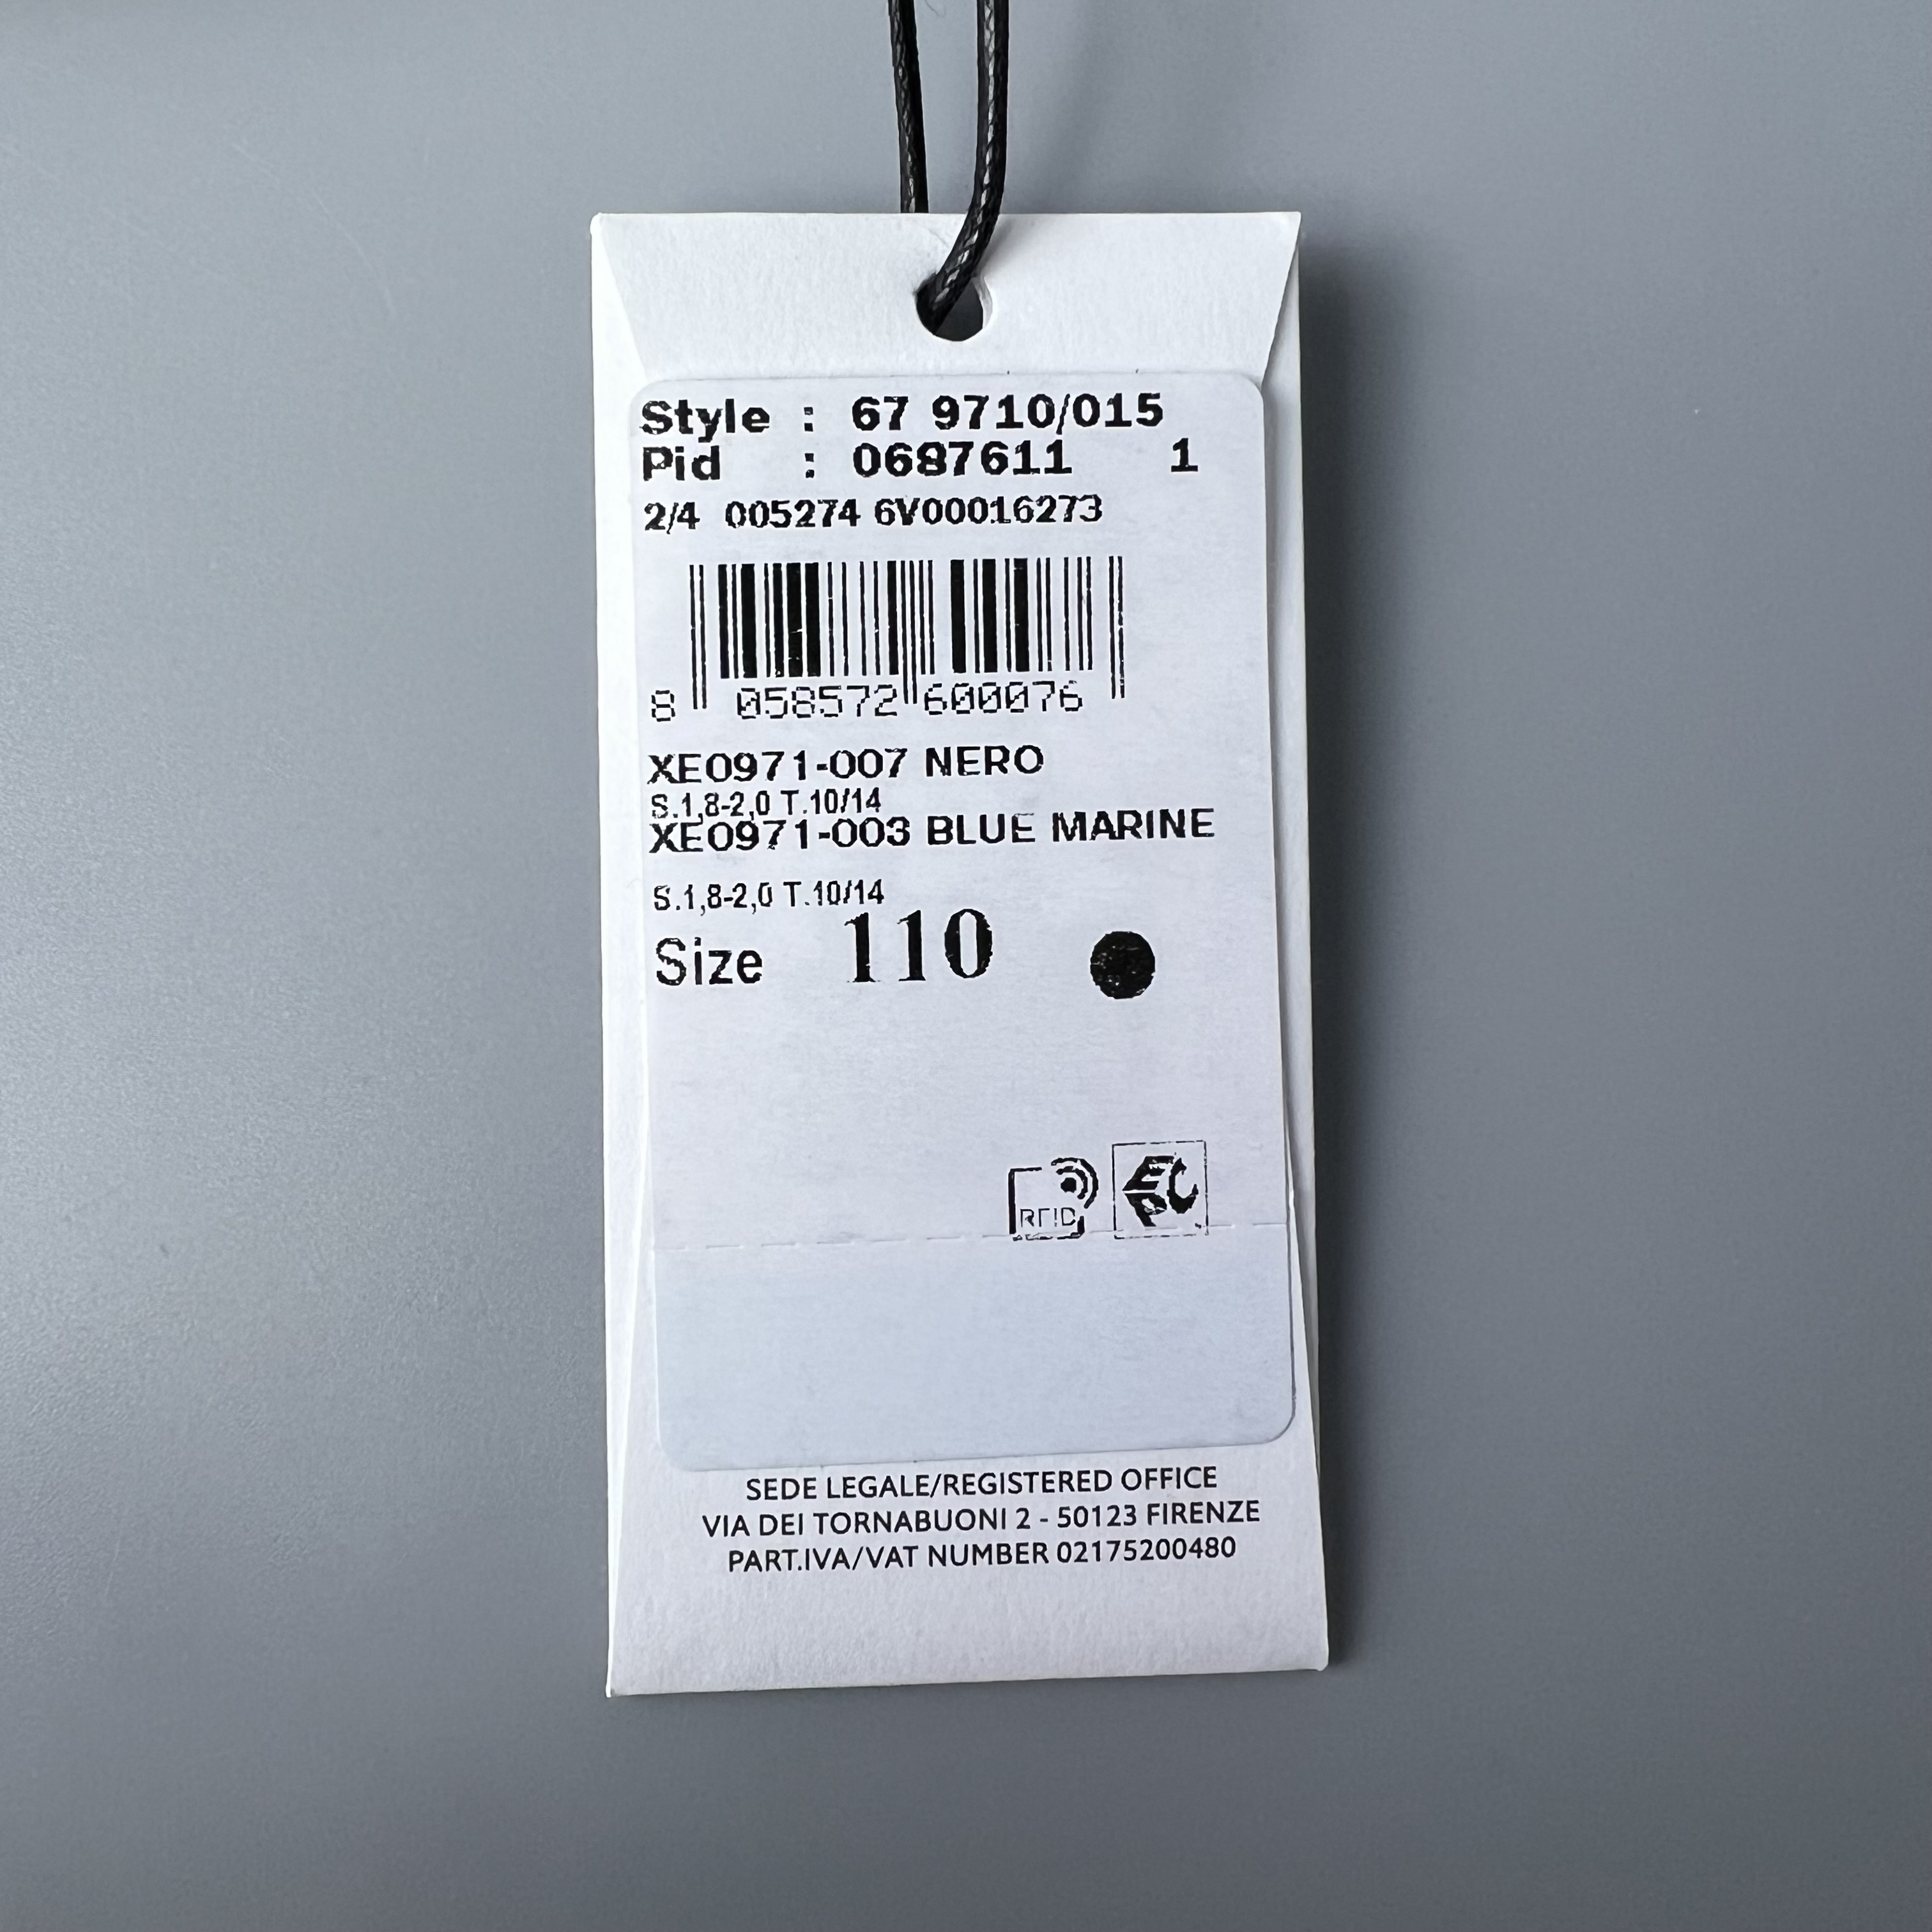 Style : 67 9710/015
Pid : 0687611 1
2/4 005274 6V00016273
8 058572 600076
XE0971-007 NERO
S.1,8-2,0 T.10/14
XE0971-003 BLUE MARINE
S.1,8-2,0 T.10/14
Size 110
RFID
EPC
SEDE LEGALE/REGISTERED OFFICE
VIA DEI TORNABUONI 2 - 50123 FIRENZE
PART.IVA/VAT NUMBER 02175200480